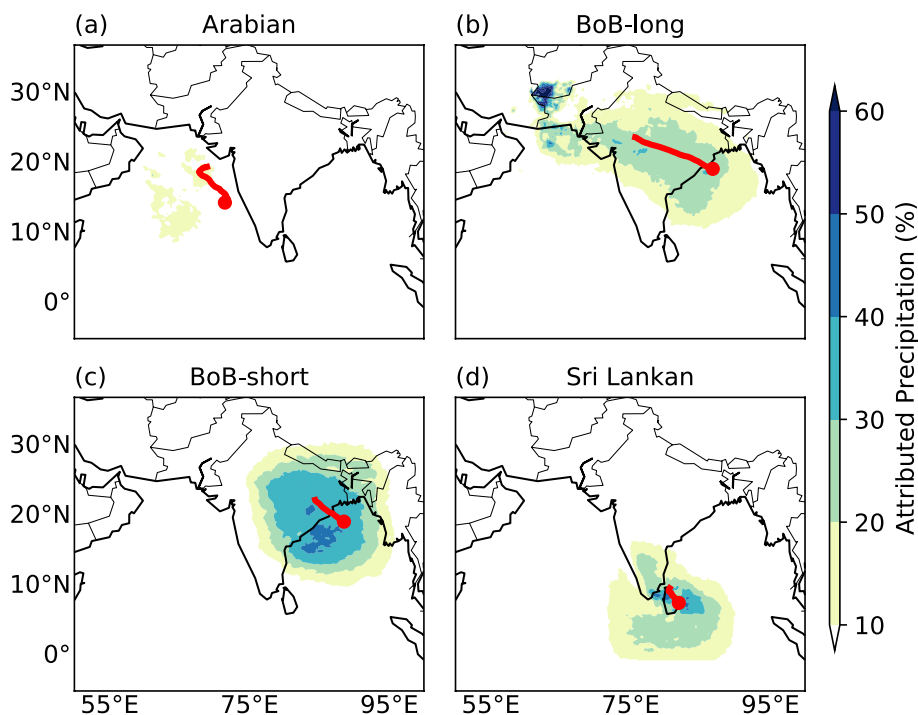 (a) Arabian
(b) BoB-long
30°N
20°N
10°N
0°
(c) BoB-short
(d) Sri Lankan
30°N
20°N
10°N
0°
55°E 75°E 95°E
55°E 75°E 95°E
60
50
40
30
20
10
Attributed Precipitation (%)